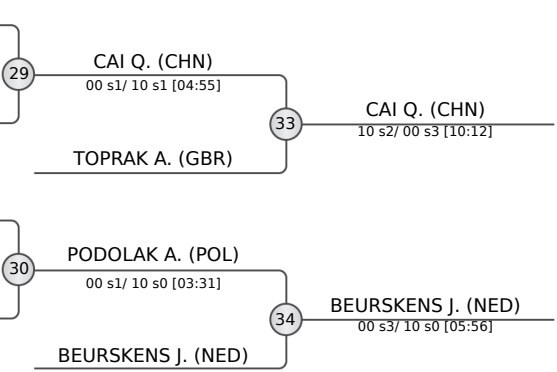 CAI Q. (CHN)
29
00 s1/ 10 s1 [04:55]
CAI Q. (CHN)
33
10 s2/ 00 s3 [10:12]
TOPRAK A. (GBR)
PODOLAK A. (POL)
30
00 s1/ 10 s0 [03:31]
BEURSKENS J. (NED)
34
00 s3/ 10 s0 [05:56]
BEURSKENS J. (NED)